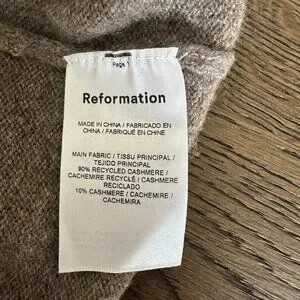 Page 1
Reformation
MADE IN CHINA / FABRICADO EN
CHINA / FABRIQUÉ EN CHINE
MAIN FABRIC / TISSU PRINCIPAL /
TEJIDO PRINCIPAL
90% RECYCLED CASHMERE /
CACHEMIRE RECYCLÉ / CASHMERE
RECICLADO
10% CASHMERE / CACHEMIRE /
CACHEMIRA